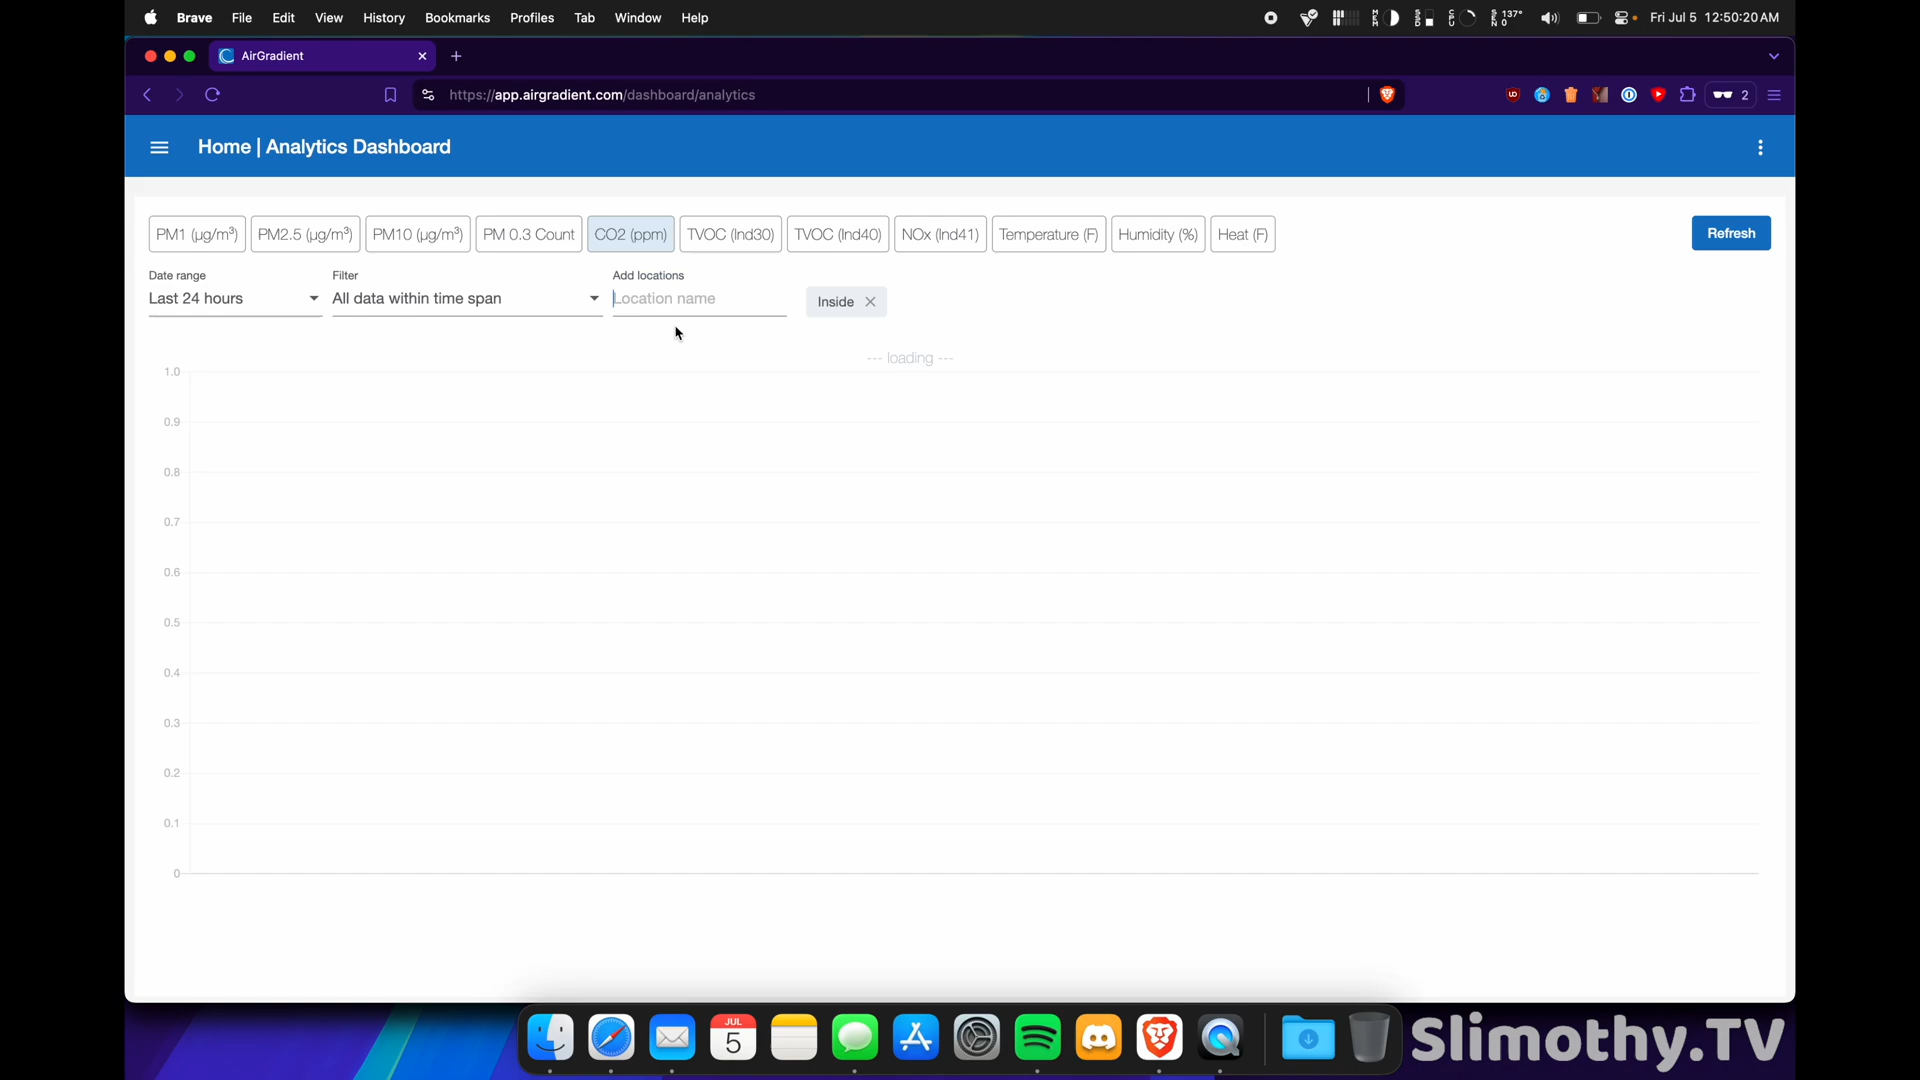 Brave File Edit View History Bookmarks Profiles Tab Window Help 137° Fri Jul 5 12:50:20 AM
AirGradient
https://app.airgradient.com/dashboard/analytics 2
Home | Analytics Dashboard
PM1 (μg/m³) PM2.5 (μg/m³) PM10 (μg/m³) PM 0.3 Count CO2 (ppm) TVOC (Ind30) TVOC (Ind40) NOx (Ind41) Temperature (F) Humidity (%) Heat (F) Refresh
Date range Filter Add locations
Last 24 hours All data within time span Location name Inside
--- loading ---
1.0
0.9
0.8
0.7
0.6
0.5
0.4
0.3
0.2
0.1
0
JUL
5
Slimothy.TV